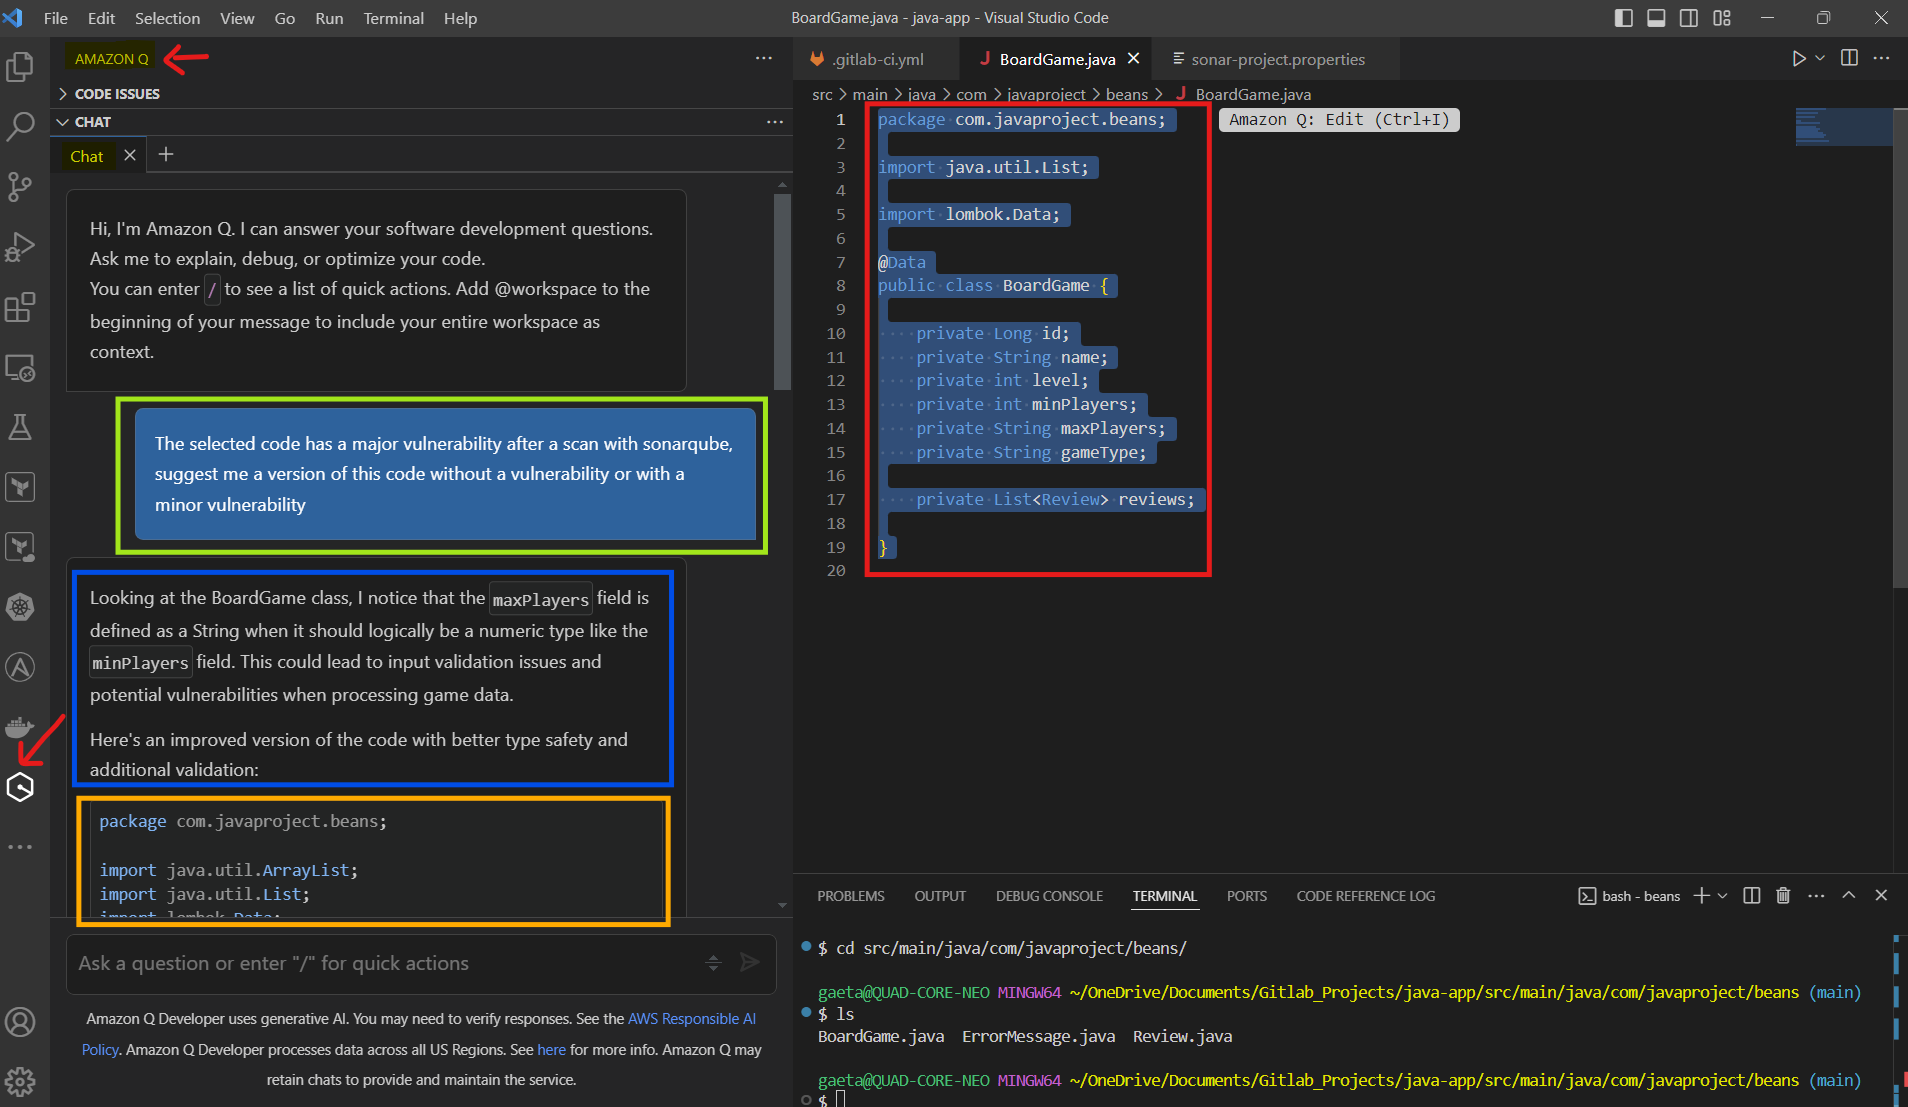 File Edit Selection View Go Run Terminal Help
BoardGame.java - java-app - Visual Studio Code
AMAZON Q
CODE ISSUES
CHAT
Chat
Hi, I'm Amazon Q. I can answer your software development questions.
Ask me to explain, debug, or optimize your code.
You can enter / to see a list of quick actions. Add @workspace to the
beginning of your message to include your entire workspace as
context.
The selected code has a major vulnerability after a scan with sonarqube,
suggest me a version of this code without a vulnerability or with a
minor vulnerability
Looking at the BoardGame class, I notice that the maxPlayers field is
defined as a String when it should logically be a numeric type like the
minPlayers field. This could lead to input validation issues and
potential vulnerabilities when processing game data.
Here's an improved version of the code with better type safety and
additional validation:
package com.javaproject.beans;
import java.util.ArrayList;
import java.util.List;
import lombok.Data;
Ask a question or enter "/" for quick actions
Amazon Q Developer uses generative AI. You may need to verify responses. See the AWS Responsible AI
Policy. Amazon Q Developer processes data across all US Regions. See here for more info. Amazon Q may
retain chats to provide and maintain the service.
.gitlab-ci.yml
J BoardGame.java
sonar-project.properties
src > main > java > com > javaproject > beans > J BoardGame.java
1 package com.javaproject.beans;
Amazon Q: Edit (Ctrl+I)
2
3 import java.util.List;
4
5 import lombok.Data;
6
7 @Data
8 public class BoardGame {
9
10 private Long id;
11 private String name;
12 private int level;
13 private int minPlayers;
14 private String maxPlayers;
15 private String gameType;
16
17 private List<Review> reviews;
18
19 }
20
PROBLEMS OUTPUT DEBUG CONSOLE TERMINAL PORTS CODE REFERENCE LOG
bash - beans
$ cd src/main/java/com/javaproject/beans/
gaeta@QUAD-CORE-NEO MINGW64 ~/OneDrive/Documents/Gitlab_Projects/java-app/src/main/java/com/javaproject/beans (main)
$ ls
BoardGame.java ErrorMessage.java Review.java
gaeta@QUAD-CORE-NEO MINGW64 ~/OneDrive/Documents/Gitlab_Projects/java-app/src/main/java/com/javaproject/beans (main)
$